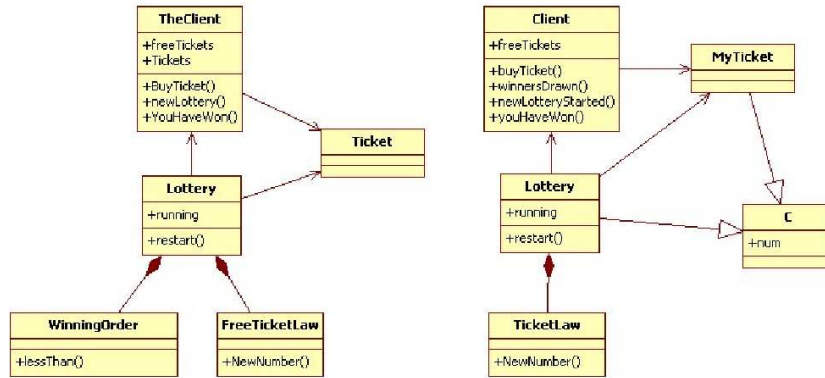 TheClient
+freeTickets
+Tickets
+BuyTicket()
+newLottery()
+YouHaveWon()
Ticket
Lottery
+running
+restart()
WinningOrder
+lessThan()
FreeTicketLaw
+NewNumber()
Client
+freeTickets
+buyTicket()
+winnersDrawn()
+newLotteryStarted()
+youHaveWon()
MyTicket
Lottery
+running
+restart()
C
+num
TicketLaw
+NewNumber()